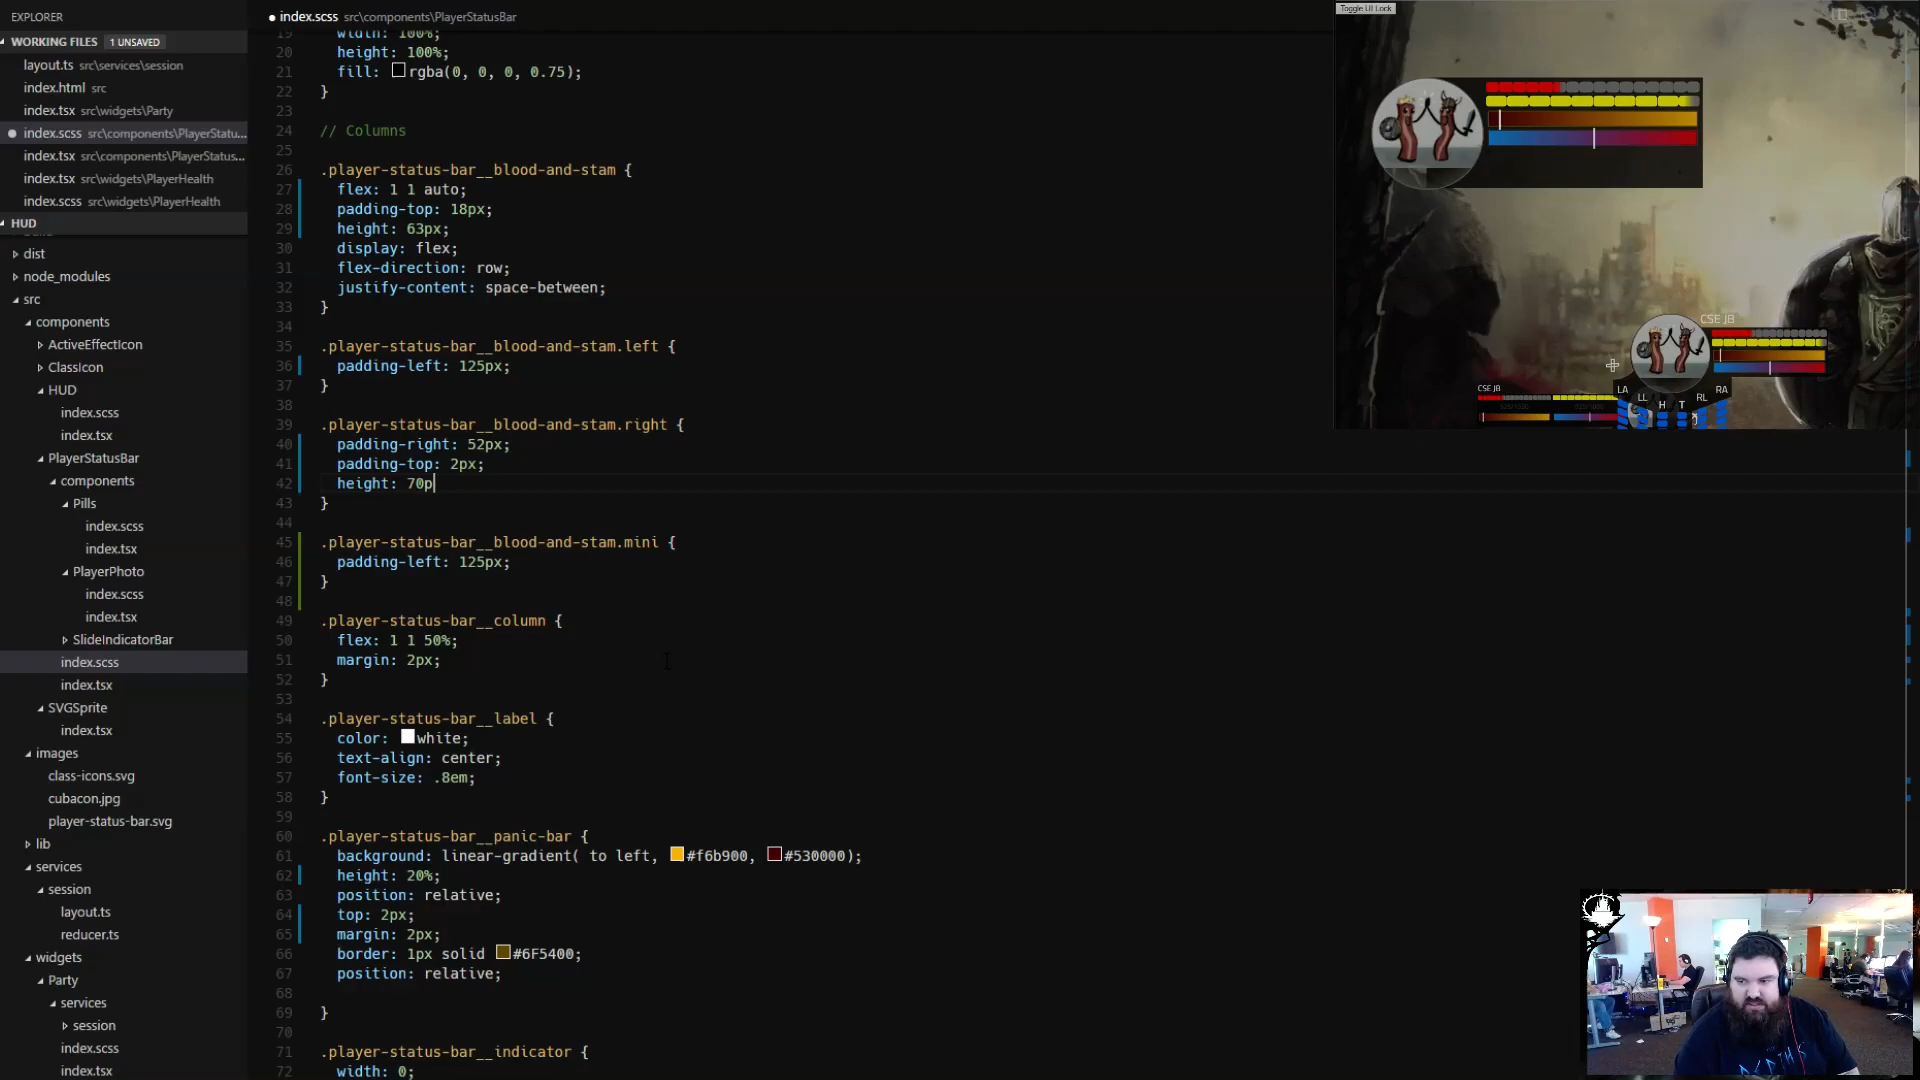 EXPLORER
WORKING FILES 1 UNSAVED
layout.ts src\services\session
index.html src
index.tsx src\widgets\Party
index.scss src\components\PlayerStatu...
index.tsx src\components\PlayerStatus...
index.tsx src\widgets\PlayerHealth
index.scss src\widgets\PlayerHealth
HUD
dist
node_modules
src
components
ActiveEffectIcon
ClassIcon
HUD
index.scss
index.tsx
PlayerStatusBar
components
Pills
index.scss
index.tsx
PlayerPhoto
index.scss
index.tsx
SlideIndicatorBar
index.scss
index.tsx
SVGSprite
index.tsx
images
class-icons.svg
cubacon.jpg
player-status-bar.svg
lib
services
session
layout.ts
reducer.ts
widgets
Party
services
session
index.scss
index.tsx
index.scss src\components\PlayerStatusBar
19 width: 100%;
20 height: 100%;
21 fill: rgba(0, 0, 0, 0.75);
22 }
23
24 // Columns
25
26 .player-status-bar__blood-and-stam {
27 flex: 1 1 auto;
28 padding-top: 18px;
29 height: 63px;
30 display: flex;
31 flex-direction: row;
32 justify-content: space-between;
33 }
34
35 .player-status-bar__blood-and-stam.left {
36 padding-left: 125px;
37 }
38
39 .player-status-bar__blood-and-stam.right {
40 padding-right: 52px;
41 padding-top: 2px;
42 height: 70p
43 }
44
45 .player-status-bar__blood-and-stam.mini {
46 padding-left: 125px;
47 }
48
49 .player-status-bar__column {
50 flex: 1 1 50%;
51 margin: 2px;
52 }
53
54 .player-status-bar__label {
55 color: white;
56 text-align: center;
57 font-size: .8em;
58 }
59
60 .player-status-bar__panic-bar {
61 background: linear-gradient( to left, #f6b900, #530000);
62 height: 20%;
63 position: relative;
64 top: 2px;
65 margin: 2px;
66 border: 1px solid #6F5400;
67 position: relative;
68
69 }
70
71 .player-status-bar__indicator {
72 width: 0;
Toggle UI Lock
CSE JB
CSE JB
LA
LL
H
T
RL
RA